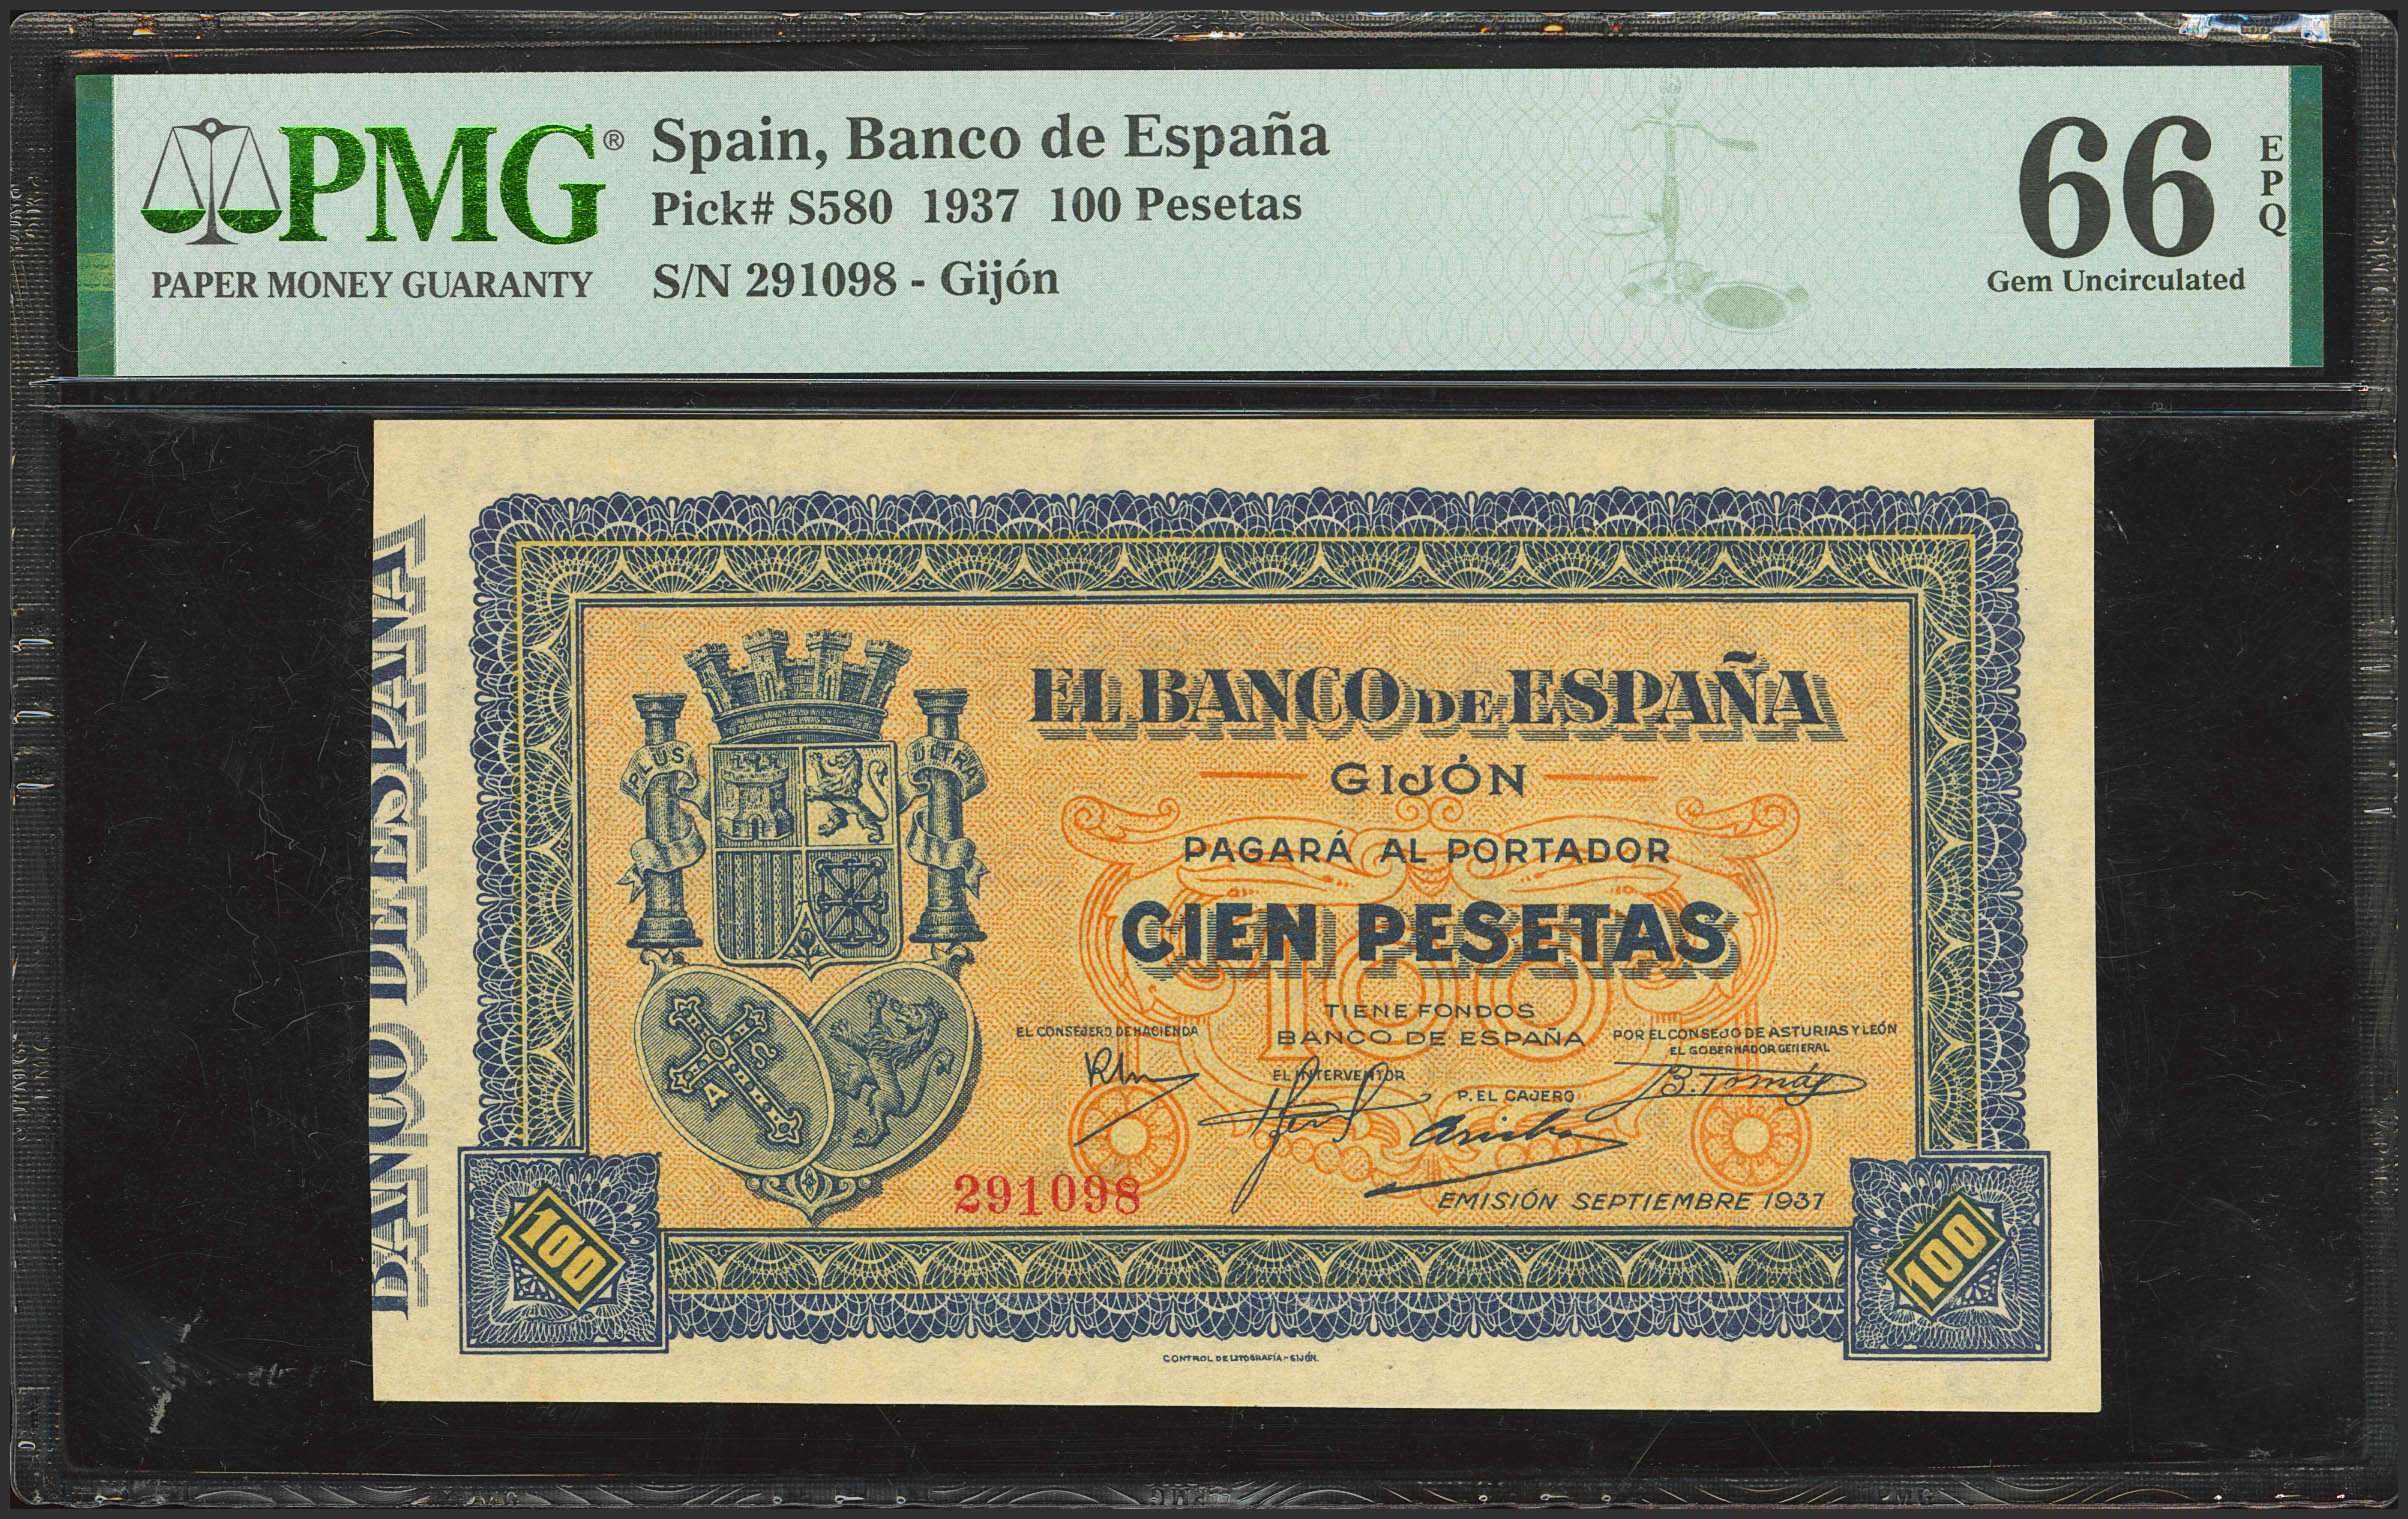 PMG®
PAPER MONEY GUARANTY
Spain, Banco de España
Pick# S580 1937 100 Pesetas
S/N 291098 - Gijón
66
EPQ
Gem Uncirculated
BANCO DE ESPAÑA
EL BANCO DE ESPAÑA
GIJÓN
PAGARÁ AL PORTADOR
CIEN PESETAS
100
PLUS ULTRA
TIENE FONDOS
BANCO DE ESPAÑA
EL CONSEJERO DE HACIENDA
POR EL CONSEJO DE ASTURIAS Y LEÓN
EL GOBERNADOR GENERAL
B. Tomás
EL INTERVENTOR
P. EL CAJERO
A Ω
291098
EMISIÓN SEPTIEMBRE 1937
100
100
CONTROL DE LITOGRAFÍA-GIJÓN.